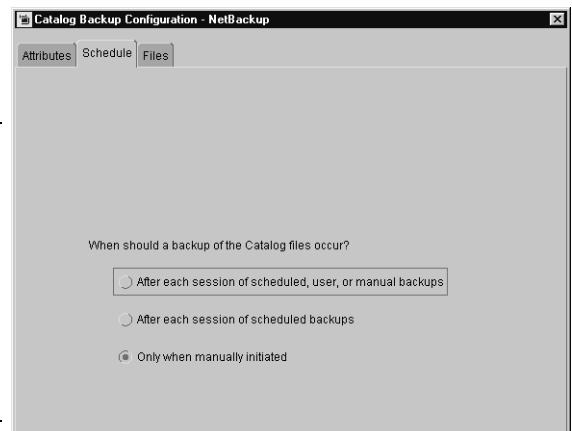 Catalog Backup Configuration - NetBackup
Attributes Schedule Files
When should a backup of the Catalog files occur?
After each session of scheduled, user, or manual backups
After each session of scheduled backups
Only when manually initiated